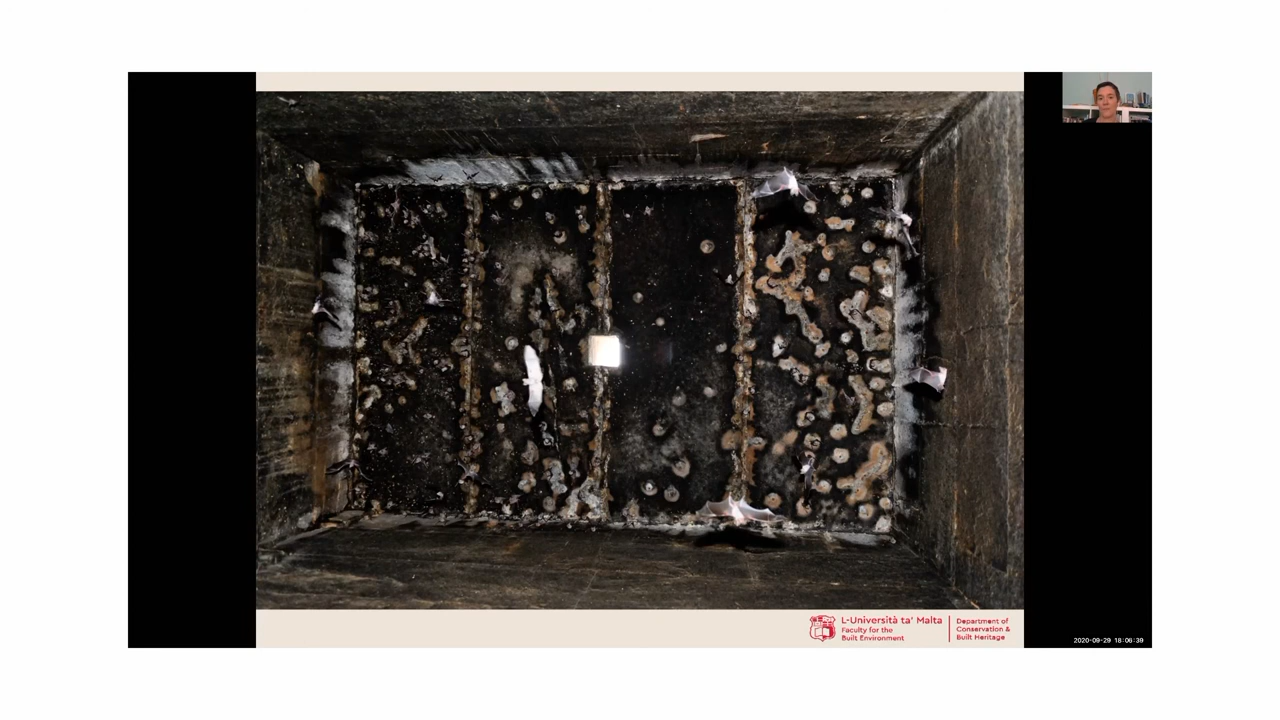 L-Università ta' Malta
Faculty for the
Built Environment
Department of
Conservation &
Built Heritage
2020-09-29 18:06:39